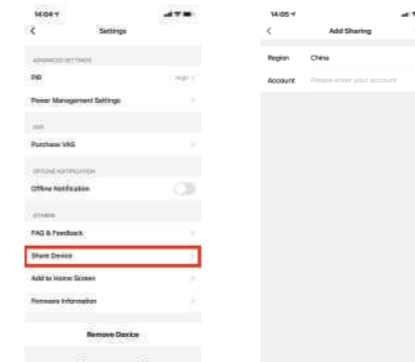 14:04
Settings
ADVANCED SETTINGS
PIR
High
Power Management Settings
Purchase VAS
OFFLINE NOTIFICATION
Offline Notification
OTHERS
FAQ & Feedback
Share Device
Add to Home Screen
Firmware Information
Remove Device
14:05
Add Sharing
Region China
Account Please enter your account